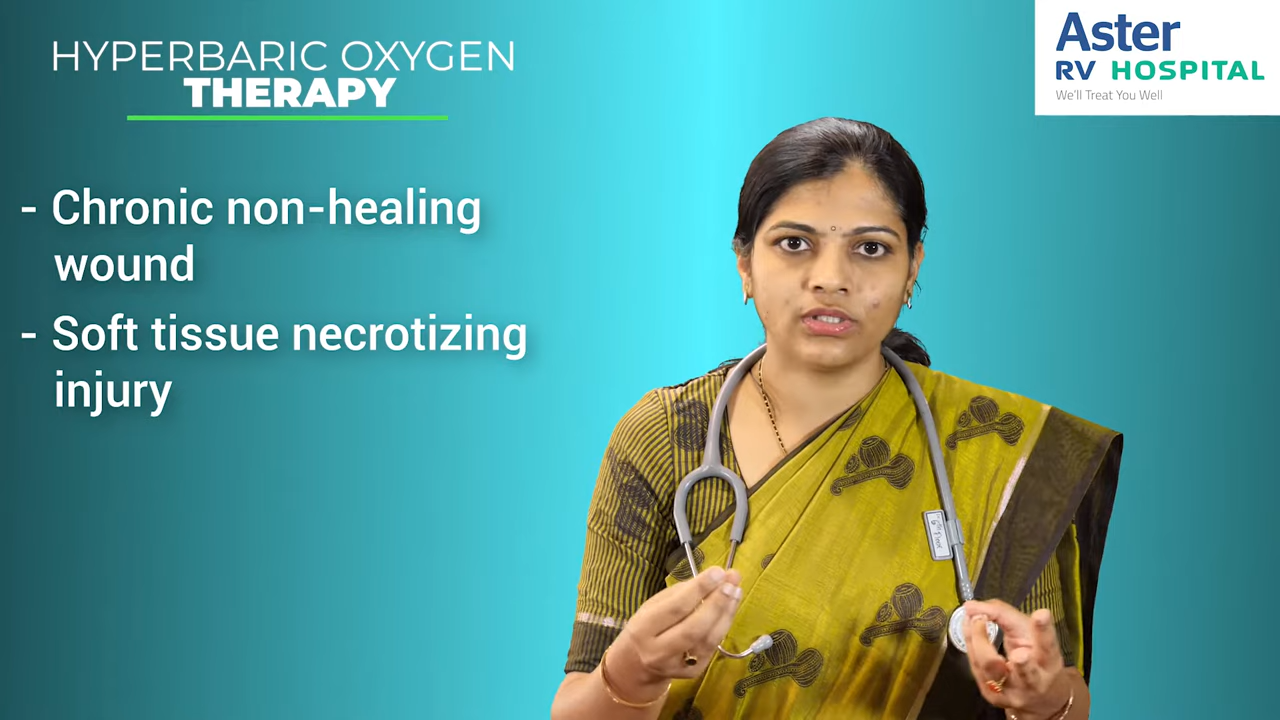 HYPERBARIC OXYGEN
THERAPY
Aster
RV HOSPITAL
We'll Treat You Well
- Chronic non-healing
wound
- Soft tissue necrotizing
injury